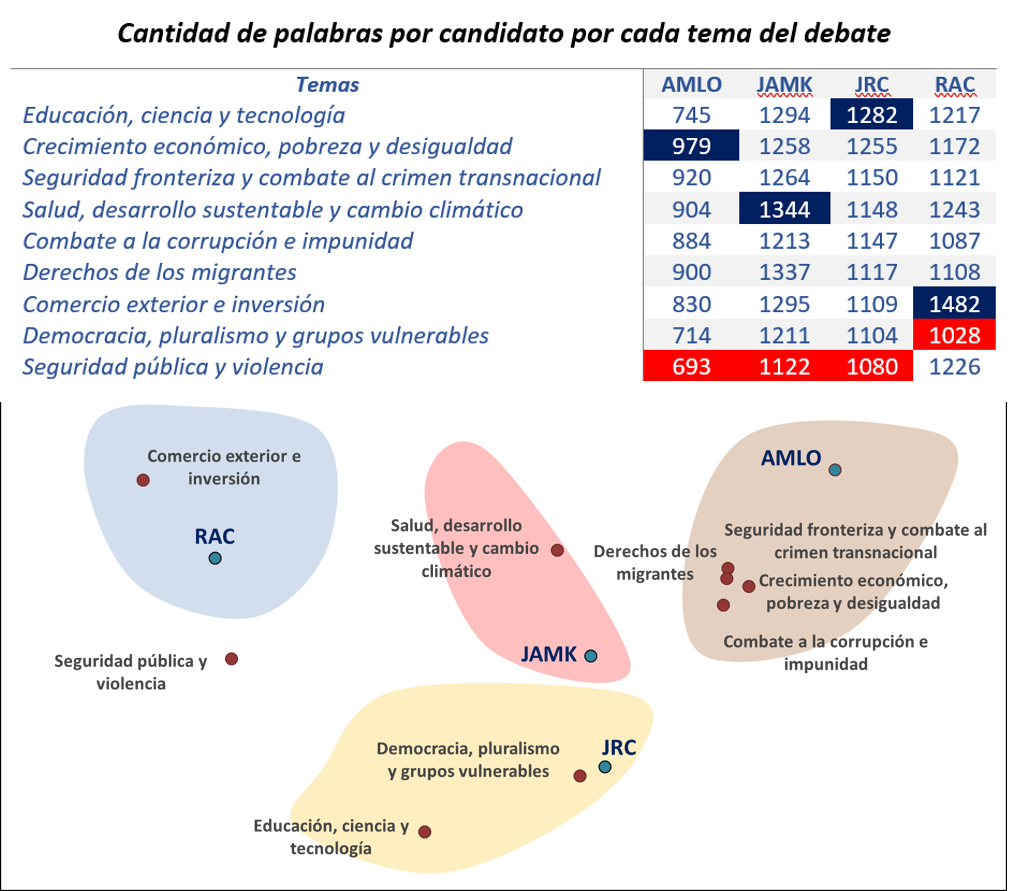 Cantidad de palabras por candidato por cada tema del debate
Temas AMLO JAMK JRC RAC
Educación, ciencia y tecnología 745 1294 1282 1217
Crecimiento económico, pobreza y desigualdad 979 1258 1255 1172
Seguridad fronteriza y combate al crimen transnacional 920 1264 1150 1121
Salud, desarrollo sustentable y cambio climático 904 1344 1148 1243
Combate a la corrupción e impunidad 884 1213 1147 1087
Derechos de los migrantes 900 1337 1117 1108
Comercio exterior e inversión 830 1295 1109 1482
Democracia, pluralismo y grupos vulnerables 714 1211 1104 1028
Seguridad pública y violencia 693 1122 1080 1226
Comercio exterior e
inversión
RAC
Seguridad pública y
violencia
Salud, desarrollo
sustentable y cambio
climático
JAMK
AMLO
Seguridad fronteriza y combate al
crimen transnacional
Derechos de los
migrantes
Crecimiento económico,
pobreza y desigualdad
Combate a la corrupción e
impunidad
JRC
Democracia, pluralismo
y grupos vulnerables
Educación, ciencia y
tecnología